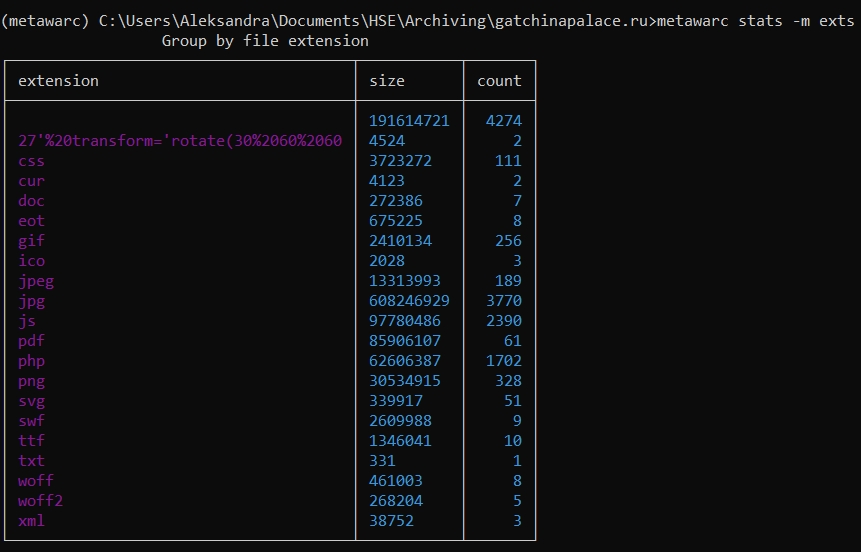 (metawarc) C:\Users\Aleksandra\Documents\HSE\Archiving\gatchinapalace.ru>metawarc stats -m exts
Group by file extension
extension size count
191614721 4274
27'%20transform='rotate(30%2060%2060 4524 2
css 3723272 111
cur 4123 2
doc 272386 7
eot 675225 8
gif 2410134 256
ico 2028 3
jpeg 13313993 189
jpg 608246929 3770
js 97780486 2390
pdf 85906107 61
php 62606387 1702
png 30534915 328
svg 339917 51
swf 2609988 9
ttf 1346041 10
txt 331 1
woff 461003 8
woff2 268204 5
xml 38752 3